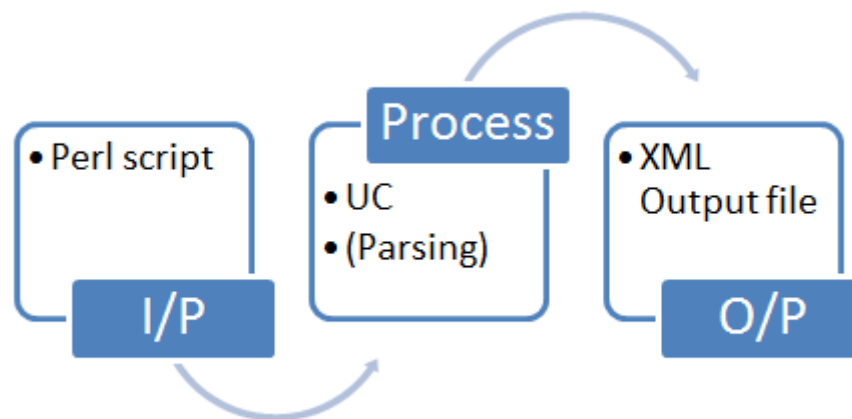 • Perl script
I/P
Process
• UC
• (Parsing)
• XML
Output file
O/P